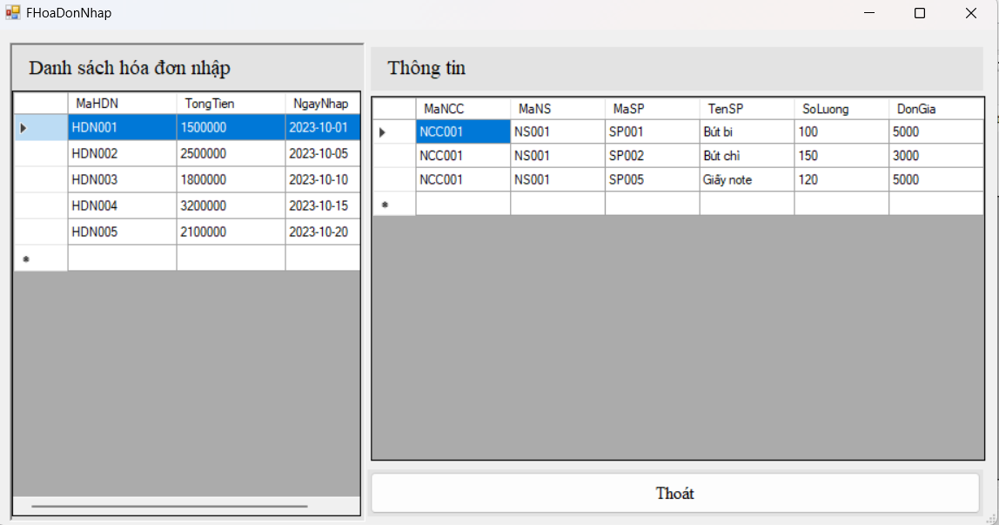 FHoaDonNhap
Danh sách hóa đơn nhập
MaHDN TongTien NgayNhap
HDN001 1500000 2023-10-01
HDN002 2500000 2023-10-05
HDN003 1800000 2023-10-10
HDN004 3200000 2023-10-15
HDN005 2100000 2023-10-20
Thông tin
MaNCC MaNS MaSP TenSP SoLuong DonGia
NCC001 NS001 SP001 Bút bi 100 5000
NCC001 NS001 SP002 Bút chì 150 3000
NCC001 NS001 SP005 Giấy note 120 5000
Thoát